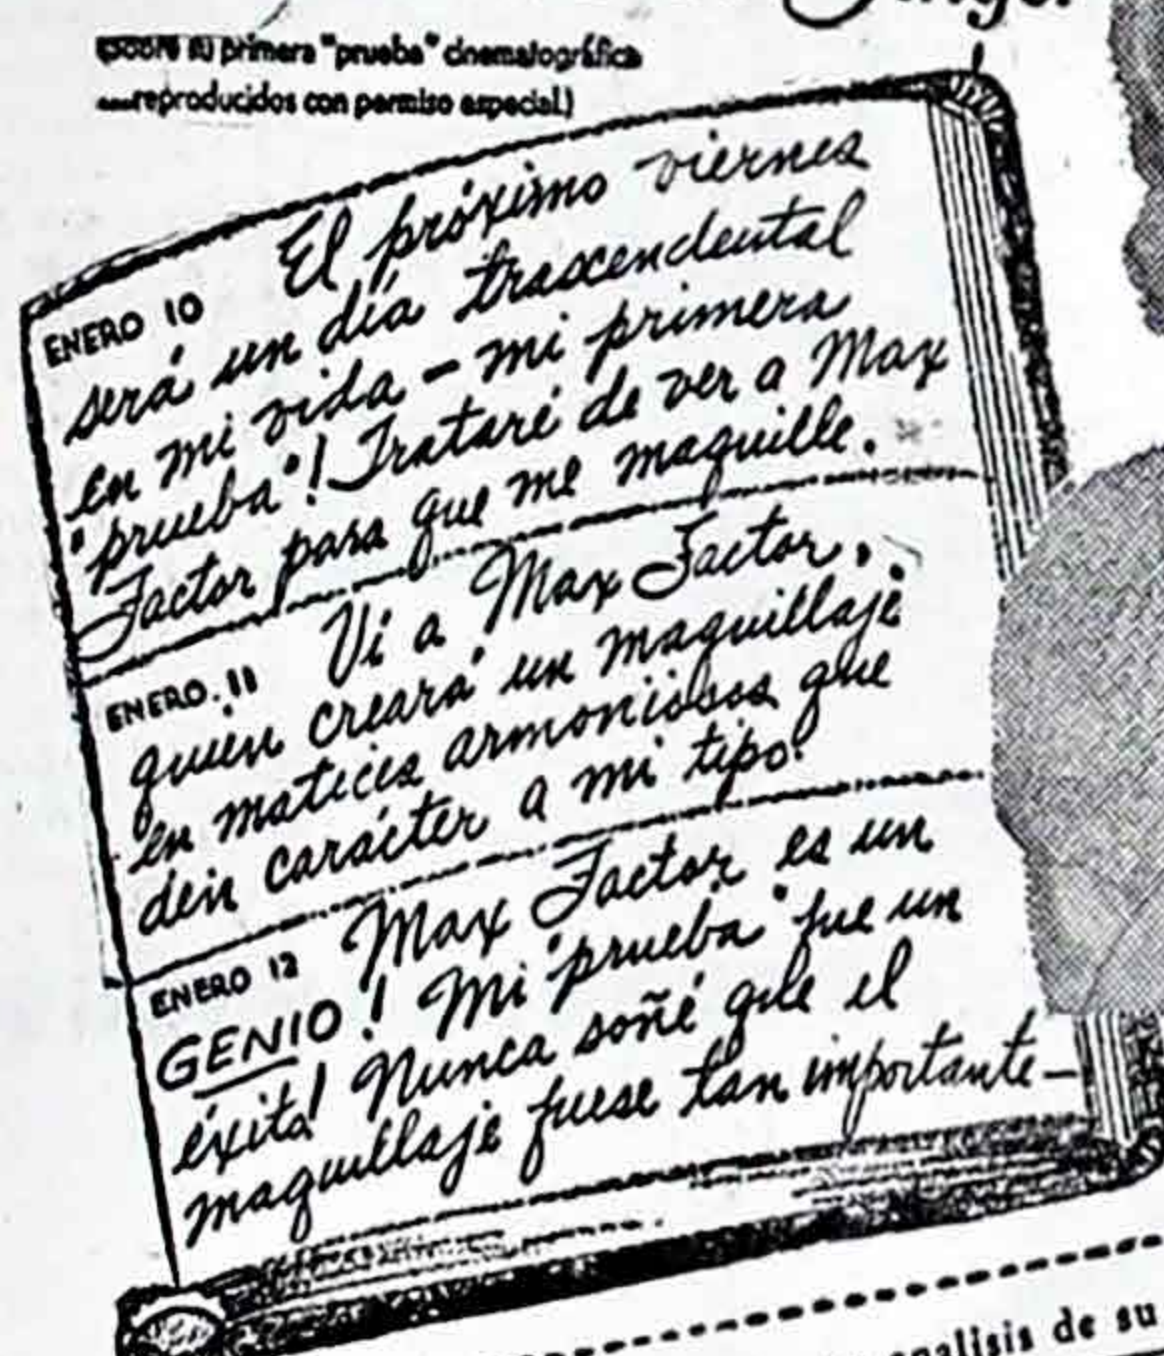 su primera "prueba" cinematográfica
...reproducidos con permiso especial.)
ENERO 10 El próximo viernes
será un día trascendental
en mi vida – mi primera
"prueba"! Trataré de ver a Max
Factor para que me maquille.
ENERO. 11 Vi a Max Factor,
quien creará un maquillaje
en matices armoniosos que
den carácter a mi tipo.
ENERO 12 Max Factor es un
GENIO! Mi "prueba" fue un
éxito! Nunca soñé que el
maquillaje fuese tan importante–
de su